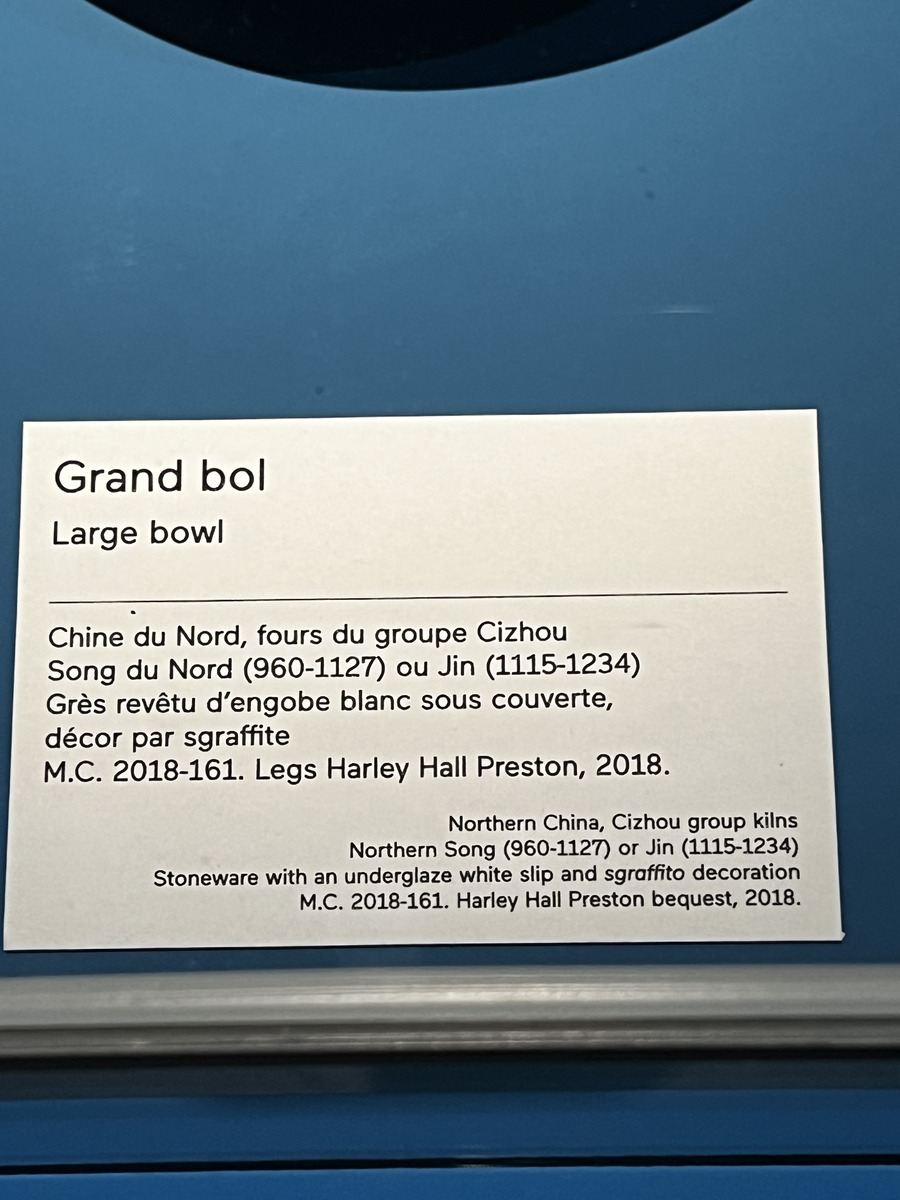 Grand bol
Large bowl
Chine du Nord, fours du groupe Cizhou
Song du Nord (960-1127) ou Jin (1115-1234)
Grès revêtu d'engobe blanc sous couverte,
décor par sgraffite
M.C. 2018-161. Legs Harley Hall Preston, 2018.
Northern China, Cizhou group kilns
Northern Song (960-1127) or Jin (1115-1234)
Stoneware with an underglaze white slip and sgraffito decoration
M.C. 2018-161. Harley Hall Preston bequest, 2018.